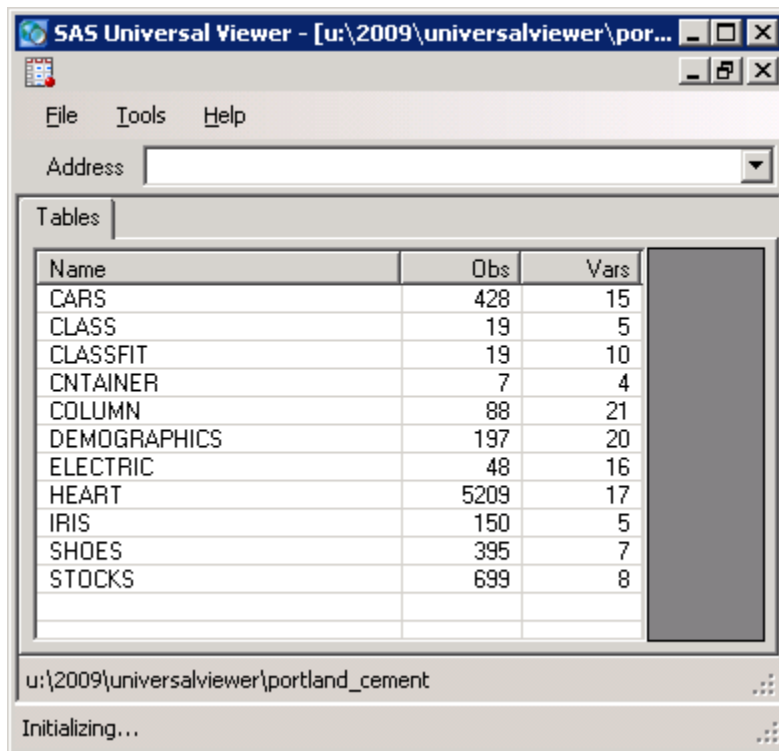 SAS Universal Viewer - [u:\2009\universalviewer\por...
File Tools Help
Address
Tables
Name Obs Vars
CARS 428 15
CLASS 19 5
CLASSFIT 19 10
CNTAINER 7 4
COLUMN 88 21
DEMOGRAPHICS 197 20
ELECTRIC 48 16
HEART 5209 17
IRIS 150 5
SHOES 395 7
STOCKS 699 8
u:\2009\universalviewer\portland_cement
Initializing...